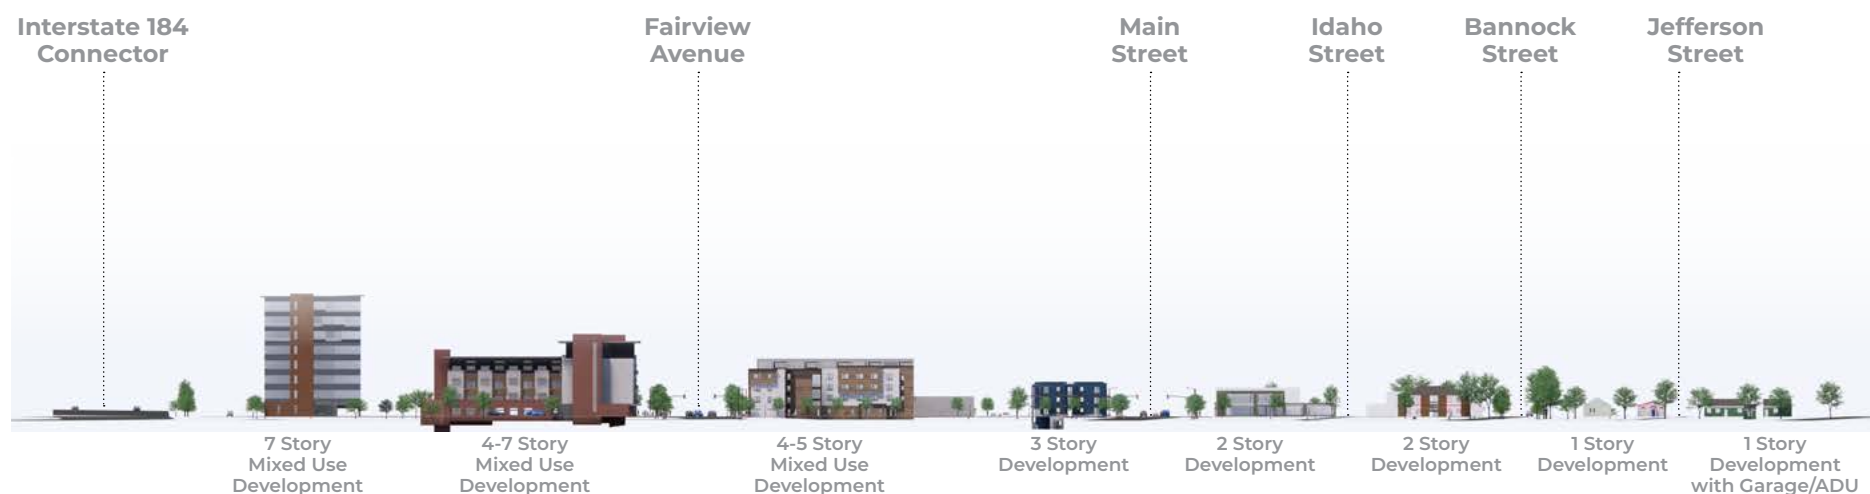 Interstate 184
Connector
Fairview
Avenue
Main
Street
Idaho
Street
Bannock
Street
Jefferson
Street
7 Story
Mixed Use
Development
4-7 Story
Mixed Use
Development
4-5 Story
Mixed Use
Development
3 Story
Development
2 Story
Development
2 Story
Development
1 Story
Development
1 Story
Development
with Garage/ADU